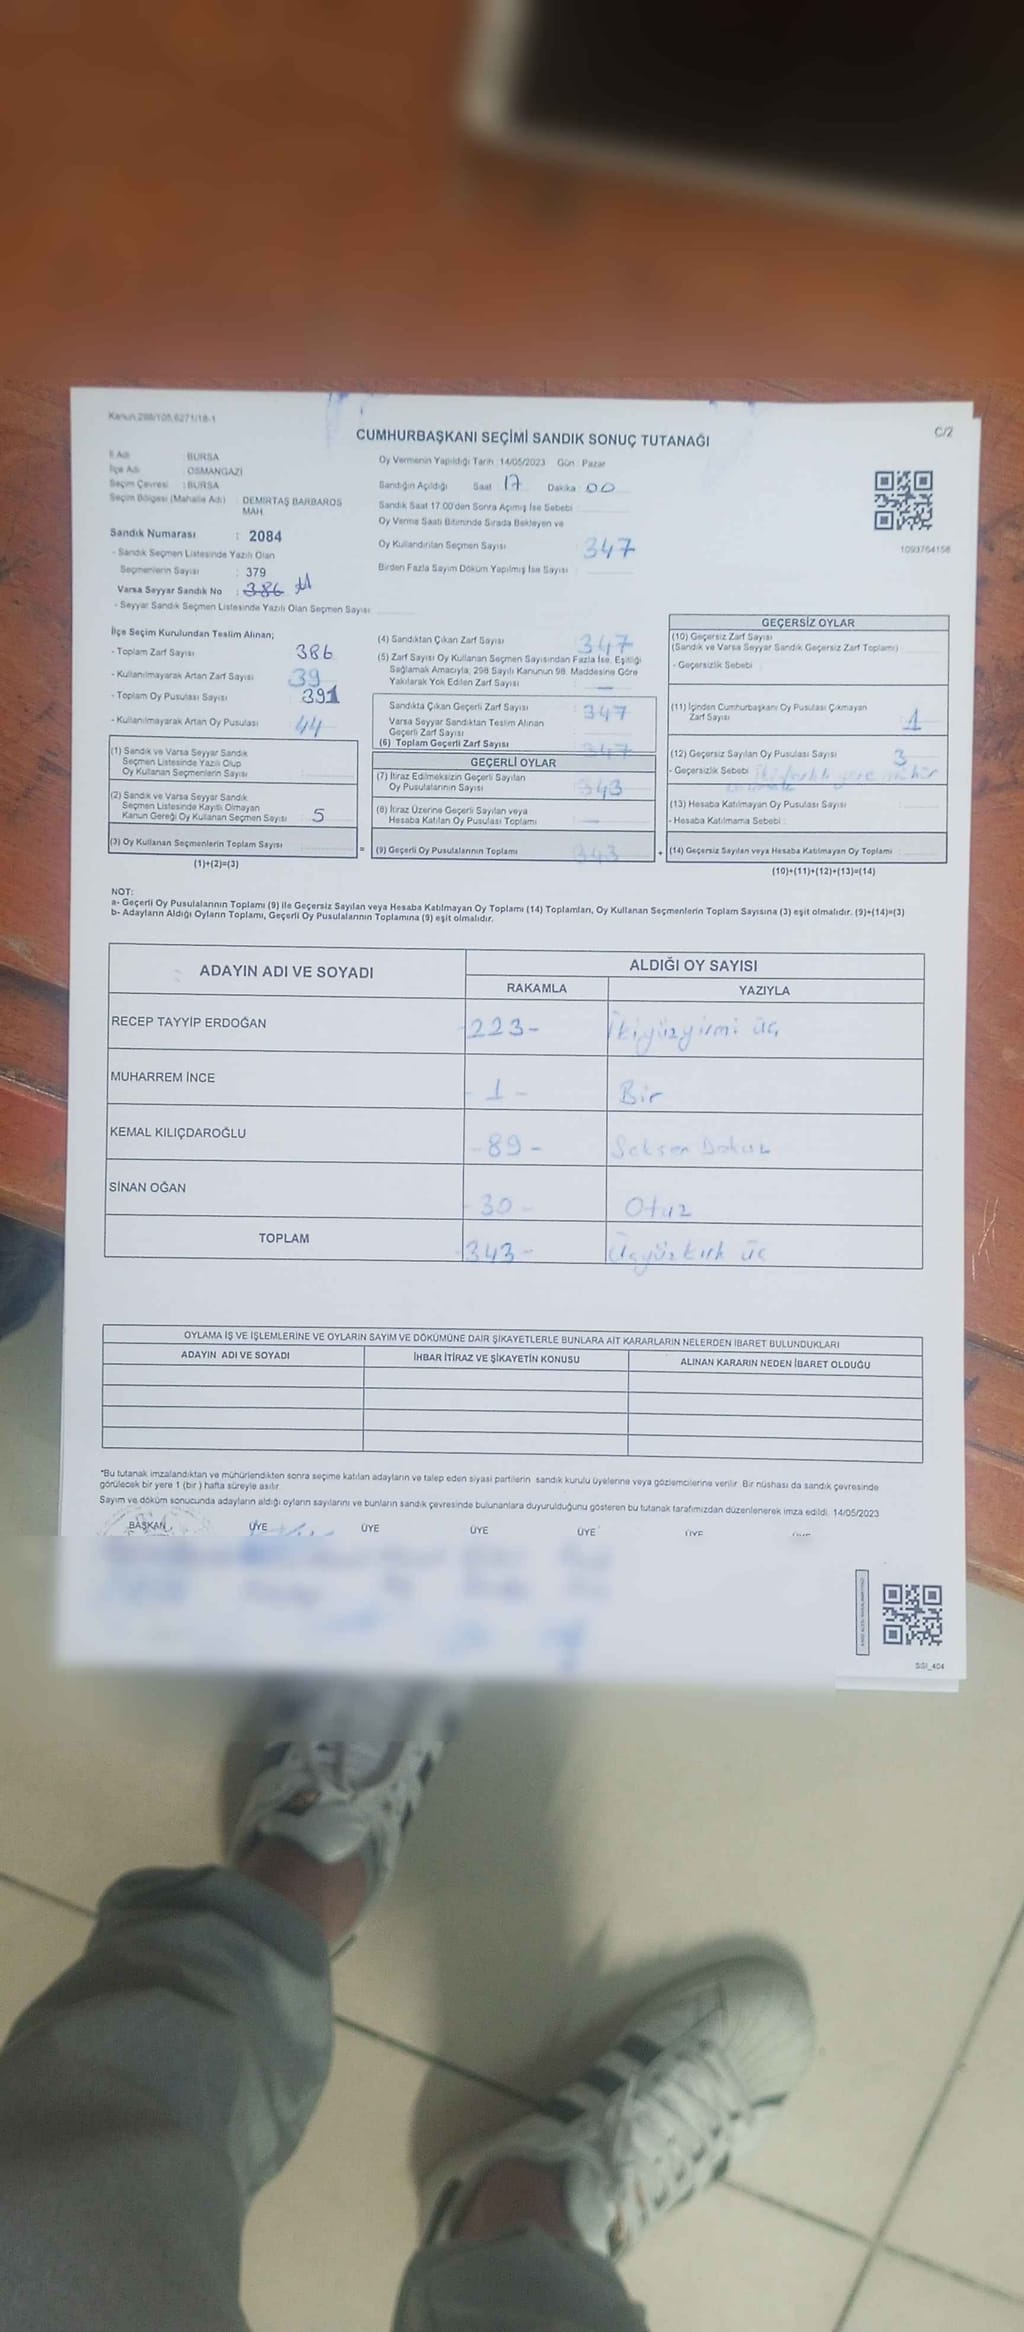 Kanun 298/105,6271/18-1
C/2
CUMHURBAŞKANI SEÇİMİ SANDIK SONUÇ TUTANAĞI
İl Adı : BURSA
İlçe Adı : OSMANGAZİ
Seçim Çevresi : BURSA
Seçim Bölgesi (Mahalle Adı) : DEMİRTAŞ BARBAROS
MAH.
Sandık Numarası : 2084
- Sandık Seçmen Listesinde Yazılı Olan
Seçmenlerin Sayısı : 379
Varsa Seyyar Sandık No : 386
- Seyyar Sandık Seçmen Listesinde Yazılı Olan Seçmen Sayısı:
Oy Vermenin Yapıldığı Tarih :14/05/2023 Gün : Pazar
Sandığın Açıldığı Saat 17 Dakika 00
Sandık Saat 17:00'den Sonra Açmış İse Sebebi
Oy Verme Saati Bitiminde Sırada Bekleyen ve
Oy Kullandırılan Seçmen Sayısı : 347
Birden Fazla Sayım Döküm Yapılmış İse Sayısı :
1093764156
İlçe Seçim Kurulundan Teslim Alınan;
- Toplam Zarf Sayısı : 386
- Kullanılmayarak Artan Zarf Sayısı : 39
- Toplam Oy Pusulası Sayısı : 391
- Kullanılmayarak Artan Oy Pusulası : 44
(1) Sandık ve Varsa Seyyar Sandık
Seçmen Listesinde Yazılı Olup
Oy Kullanan Seçmenlerin Sayısı :
(2) Sandık ve Varsa Seyyar Sandık
Seçmen Listesinde Kayıtlı Olmayan
Kanun Gereği Oy Kullanan Seçmen Sayısı : 5
(3) Oy Kullanan Seçmenlerin Toplam Sayısı :
(1)+(2)=(3)
(4) Sandıktan Çıkan Zarf Sayısı : 347
(5) Zarf Sayısı Oy Kullanan Seçmen Sayısından Fazla İse, Eşitliği
Sağlamak Amacıyla, 298 Sayılı Kanunun 98. Maddesine Göre
Yakılarak Yok Edilen Zarf Sayısı : —
Sandıkta Çıkan Geçerli Zarf Sayısı : 347
Varsa Seyyar Sandıktan Teslim Alınan
Geçerli Zarf Sayısı
(6) Toplam Geçerli Zarf Sayısı : 347
GEÇERLİ OYLAR
(7) İtiraz Edilmeksizin Geçerli Sayılan
Oy Pusulalarının Sayısı : 343
(8) İtiraz Üzerine Geçerli Sayılan veya
Hesaba Katılan Oy Pusulası Toplamı : —
= (9) Geçerli Oy Pusulalarının Toplamı : 343
GEÇERSİZ OYLAR
(10) Geçersiz Zarf Sayısı
(Sandık ve Varsa Seyyar Sandık Geçersiz Zarf Toplamı)
- Geçersizlik Sebebi
(11) İçinden Cumhurbaşkanı Oy Pusulası Çıkmayan
Zarf Sayısı : 1
(12) Geçersiz Sayılan Oy Pusulası Sayısı : 3
- Geçersizlik Sebebi İki farklı yere mühür
(13) Hesaba Katılmayan Oy Pusulası Sayısı :
- Hesaba Katılmama Sebebi :
+ (14) Geçersiz Sayılan veya Hesaba Katılmayan Oy Toplamı :
(10)+(11)+(12)+(13)=(14)
NOT:
a- Geçerli Oy Pusulalarının Toplamı (9) ile Geçersiz Sayılan veya Hesaba Katılmayan Oy Toplamı (14) Toplamları, Oy Kullanan Seçmenlerin Toplam Sayısına (3) eşit olmalıdır. (9)+(14)=(3)
b- Adayların Aldığı Oyların Toplamı, Geçerli Oy Pusulalarının Toplamına (9) eşit olmalıdır.
ADAYIN ADI VE SOYADI ALDIĞI OY SAYISI
RAKAMLA YAZIYLA
RECEP TAYYİP ERDOĞAN -223- İkiyüzyirmi üç
MUHARREM İNCE -1- Bir
KEMAL KILIÇDAROĞLU -89- Seksen Dokuz
SİNAN OĞAN -30- Otuz
TOPLAM -343- Üçyüzkırk üç
OYLAMA İŞ VE İŞLEMLERİNE VE OYLARIN SAYIM VE DÖKÜMÜNE DAİR ŞİKAYETLERLE BUNLARA AİT KARARLARIN NELERDEN İBARET BULUNDUKLARI
ADAYIN ADI VE SOYADI İHBAR İTİRAZ VE ŞİKAYETİN KONUSU ALINAN KARARIN NEDEN İBARET OLDUĞU
*Bu tutanak imzalandıktan ve mühürlendikten sonra seçime katılan adayların ve talep eden siyasi partilerin sandık kurulu üyelerine veya gözlemcilerine verilir. Bir nüshası da sandık çevresinde
görülecek bir yere 1 (bir) hafta süreyle asılır.
Sayım ve döküm sonucunda adayların aldığı oyların sayılarını ve bunların sandık çevresinde bulunanlara duyurulduğunu gösteren bu tutanak tarafımızdan düzenlenerek imza edildi. 14/05/2023
BAŞKAN ÜYE ÜYE ÜYE ÜYE ÜYE ÜYE
SSI_404